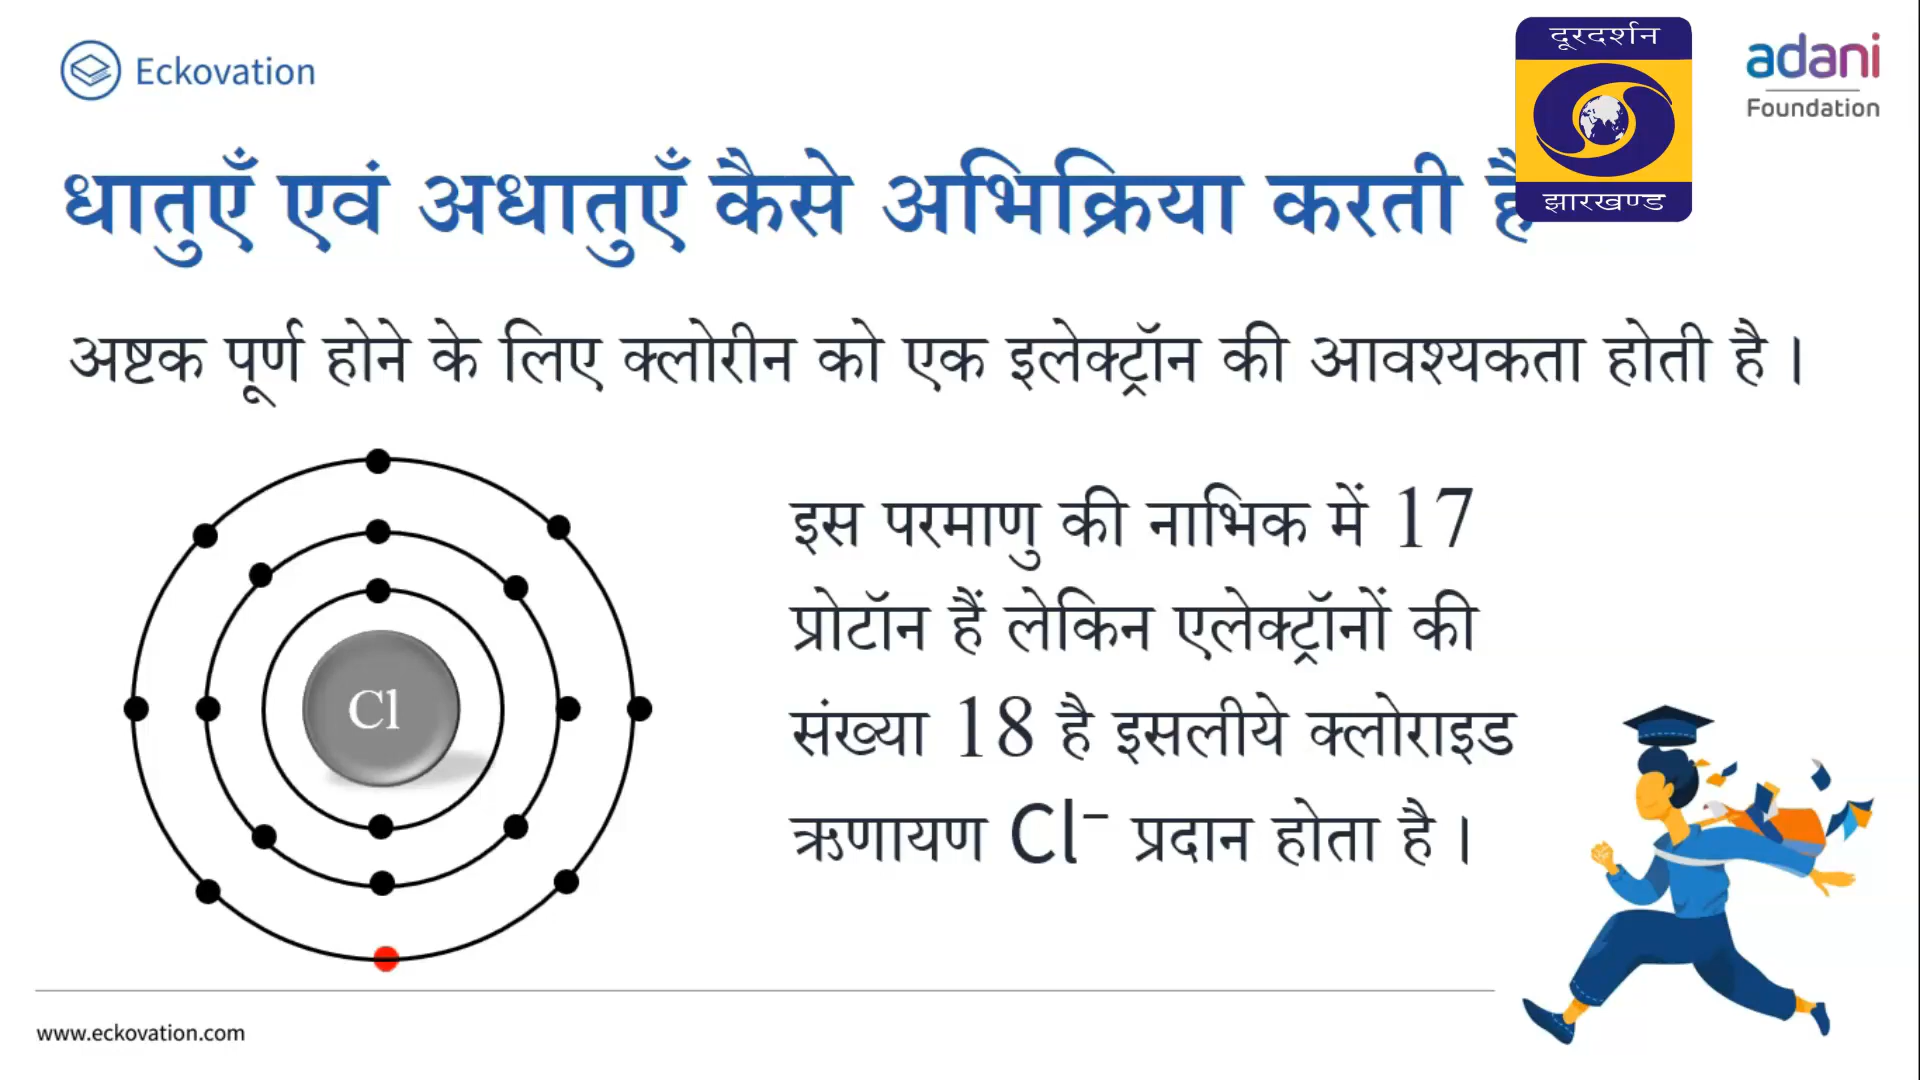 Eckovation
दूरदर्शन
झारखण्ड
adani
Foundation
धातुएँ एवं अधातुएँ कैसे अभिक्रिया करती है
अष्टक पूर्ण होने के लिए क्लोरीन को एक इलेक्ट्रॉन की आवश्यकता होती है ।
Cl
इस परमाणु की नाभिक में 17
प्रोटॉन हैं लेकिन एलेक्ट्रॉनों की
संख्या 18 है इसलीये क्लोराइड
ऋणायण Cl⁻ प्रदान होता है ।
www.eckovation.com